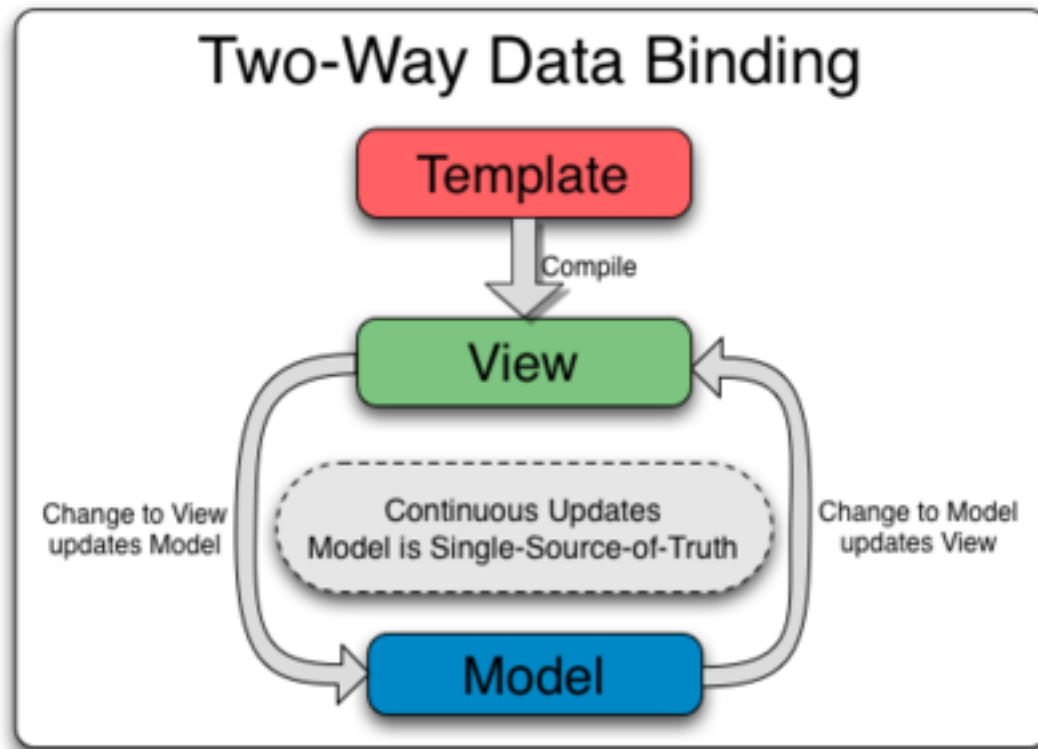 Two-Way Data Binding
Template
Compile
View
Continuous Updates
Model is Single-Source-of-Truth
Change to View
updates Model
Change to Model
updates View
Model